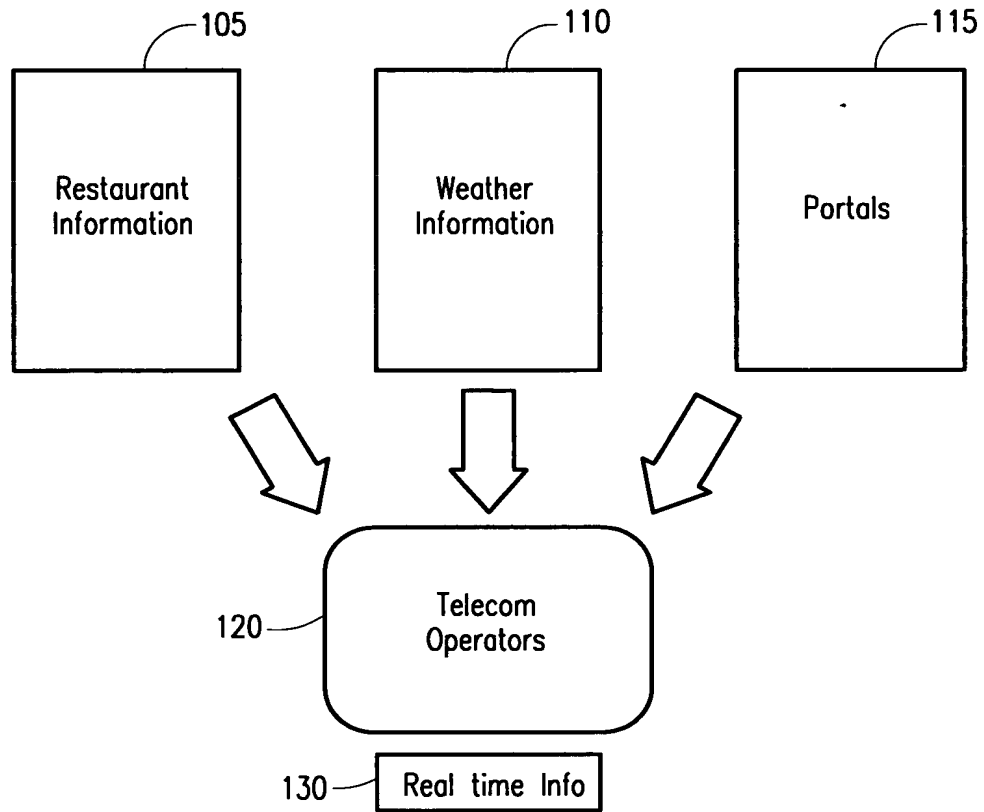 105
110
115
Restaurant
Information
Weather
Information
Portals
120
Telecom
Operators
130
Real time Info